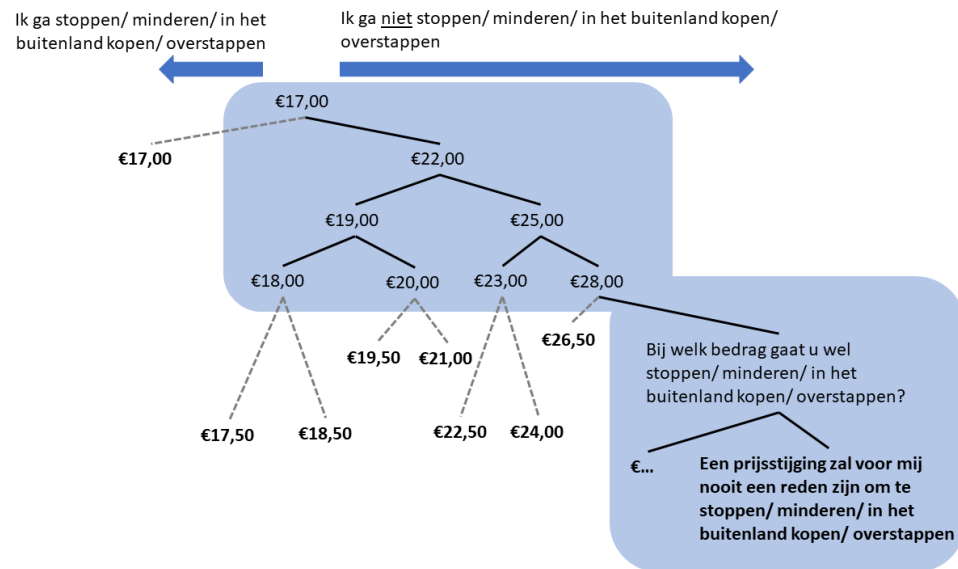 Ik ga stoppen/ minderen/ in het
buitenland kopen/ overstappen
Ik ga niet stoppen/ minderen/ in het buitenland kopen/
overstappen
€17,00
€17,00
€22,00
€19,00
€25,00
€18,00
€20,00
€23,00
€28,00
€19,50
€21,00
€26,50
€17,50
€18,50
€22,50
€24,00
Bij welk bedrag gaat u wel
stoppen/ minderen/ in het
buitenland kopen/ overstappen?
€...
Een prijsstijging zal voor mij
nooit een reden zijn om te
stoppen/ minderen/ in het
buitenland kopen/ overstappen